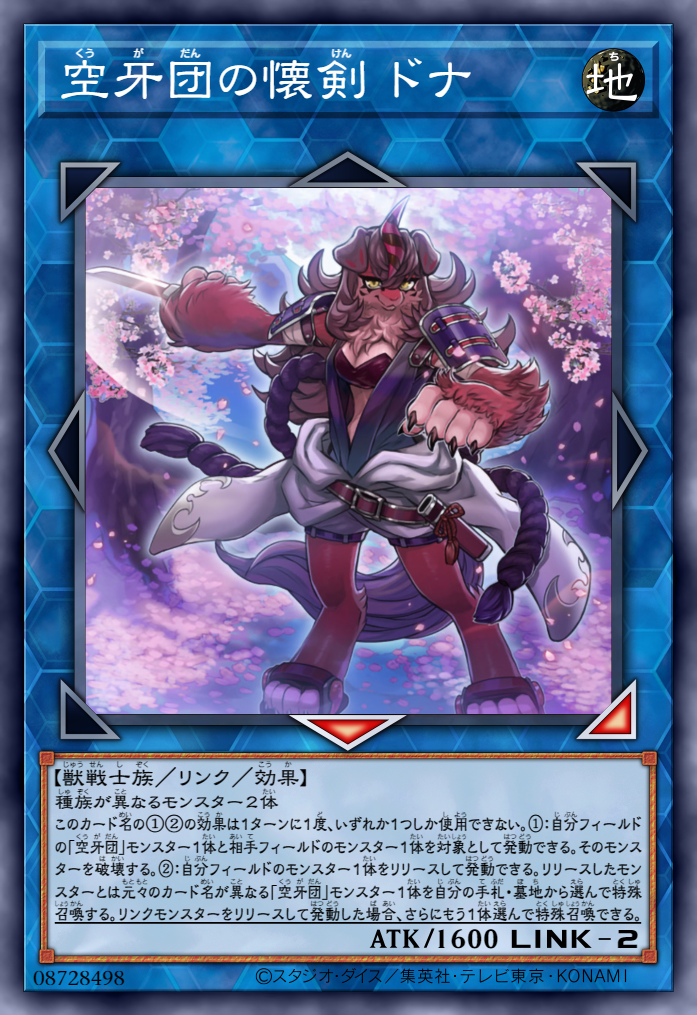 空牙団の懐剣 ドナ
地
【獣戦士族／リンク／効果】
種族が異なるモンスター２体
このカード名の①②の効果は1ターンに1度、いずれか1つしか使用できない。①:自分フィールド
の「空牙団」モンスター1体と相手フィールドのモンスター1体を対象として発動できる。そのモンス
ターを破壊する。②:自分フィールドのモンスター1体をリリースして発動できる。リリースしたモン
スターとは元々のカード名が異なる「空牙団」モンスター1体を自分の手札・墓地から選んで特殊
召喚する。リンクモンスターをリリースして発動した場合、さらにもう1体選んで特殊召喚できる。
ATK/1600 LINK-2
08728498 ©スタジオ・ダイス／集英社・テレビ東京・KONAMI